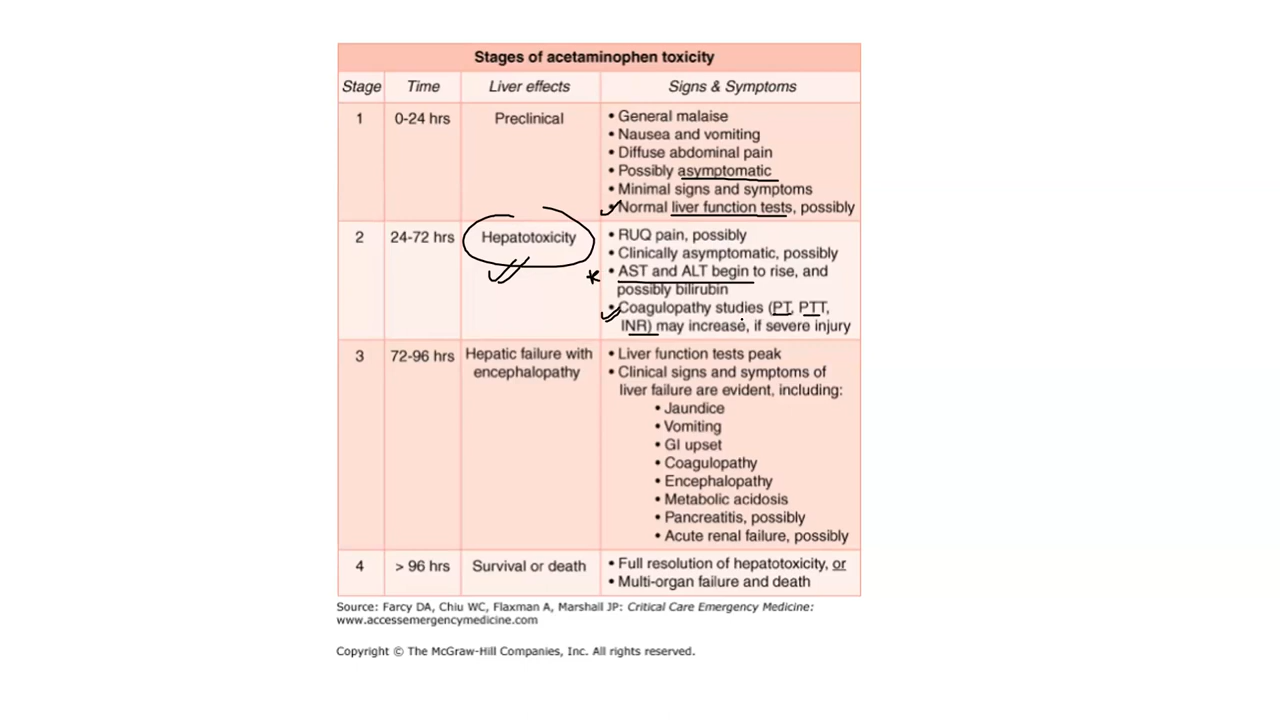 Stages of acetaminophen toxicity
Stage Time Liver effects Signs & Symptoms
1 0-24 hrs Preclinical • General malaise
• Nausea and vomiting
• Diffuse abdominal pain
• Possibly asymptomatic
• Minimal signs and symptoms
• Normal liver function tests, possibly
2 24-72 hrs Hepatotoxicity • RUQ pain, possibly
• Clinically asymptomatic, possibly
• AST and ALT begin to rise, and
possibly bilirubin
• Coagulopathy studies (PT, PTT,
INR) may increase, if severe injury
3 72-96 hrs Hepatic failure with • Liver function tests peak
encephalopathy • Clinical signs and symptoms of
liver failure are evident, including:
• Jaundice
• Vomiting
• GI upset
• Coagulopathy
• Encephalopathy
• Metabolic acidosis
• Pancreatitis, possibly
• Acute renal failure, possibly
4 > 96 hrs Survival or death • Full resolution of hepatotoxicity, or
• Multi-organ failure and death
Source: Farcy DA, Chiu WC, Flaxman A, Marshall JP: Critical Care Emergency Medicine:
www.accessemergencymedicine.com
Copyright © The McGraw-Hill Companies, Inc. All rights reserved.